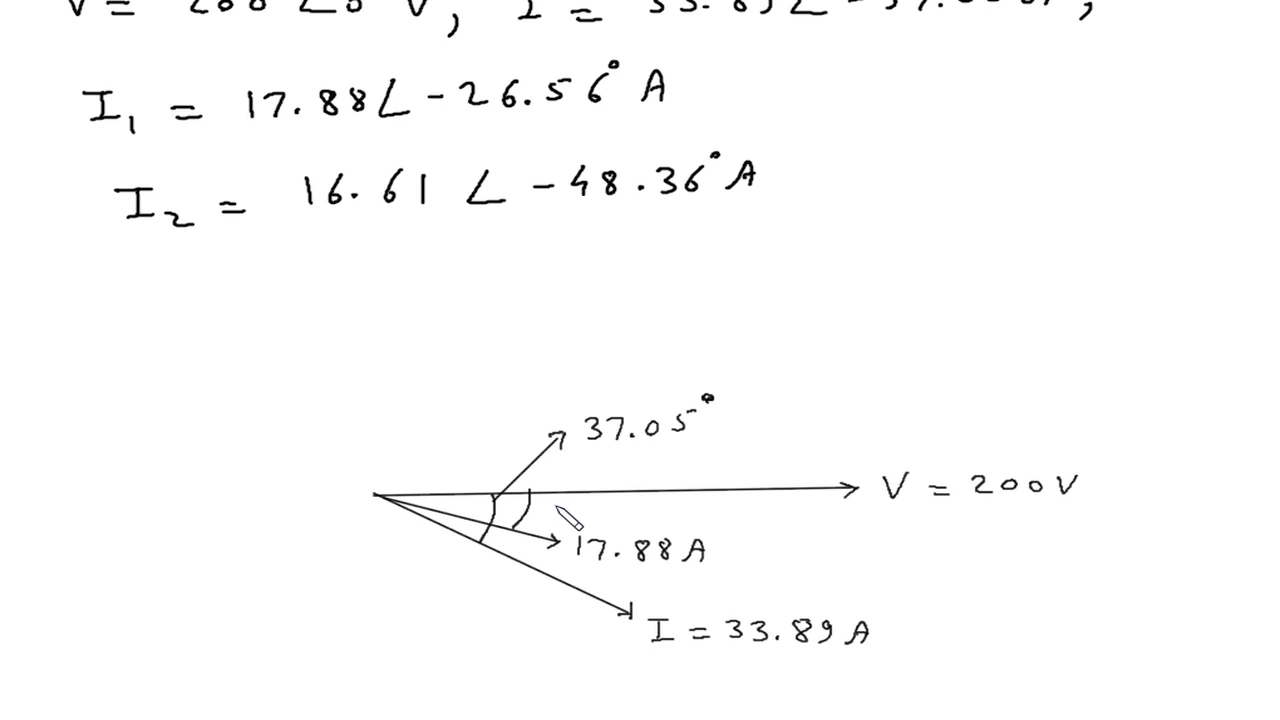 I₁ = 17.88∠-26.56° A
I₂ = 16.61 ∠ -48.36° A
37.05°
V = 200V
17.88 A
I = 33.89 A